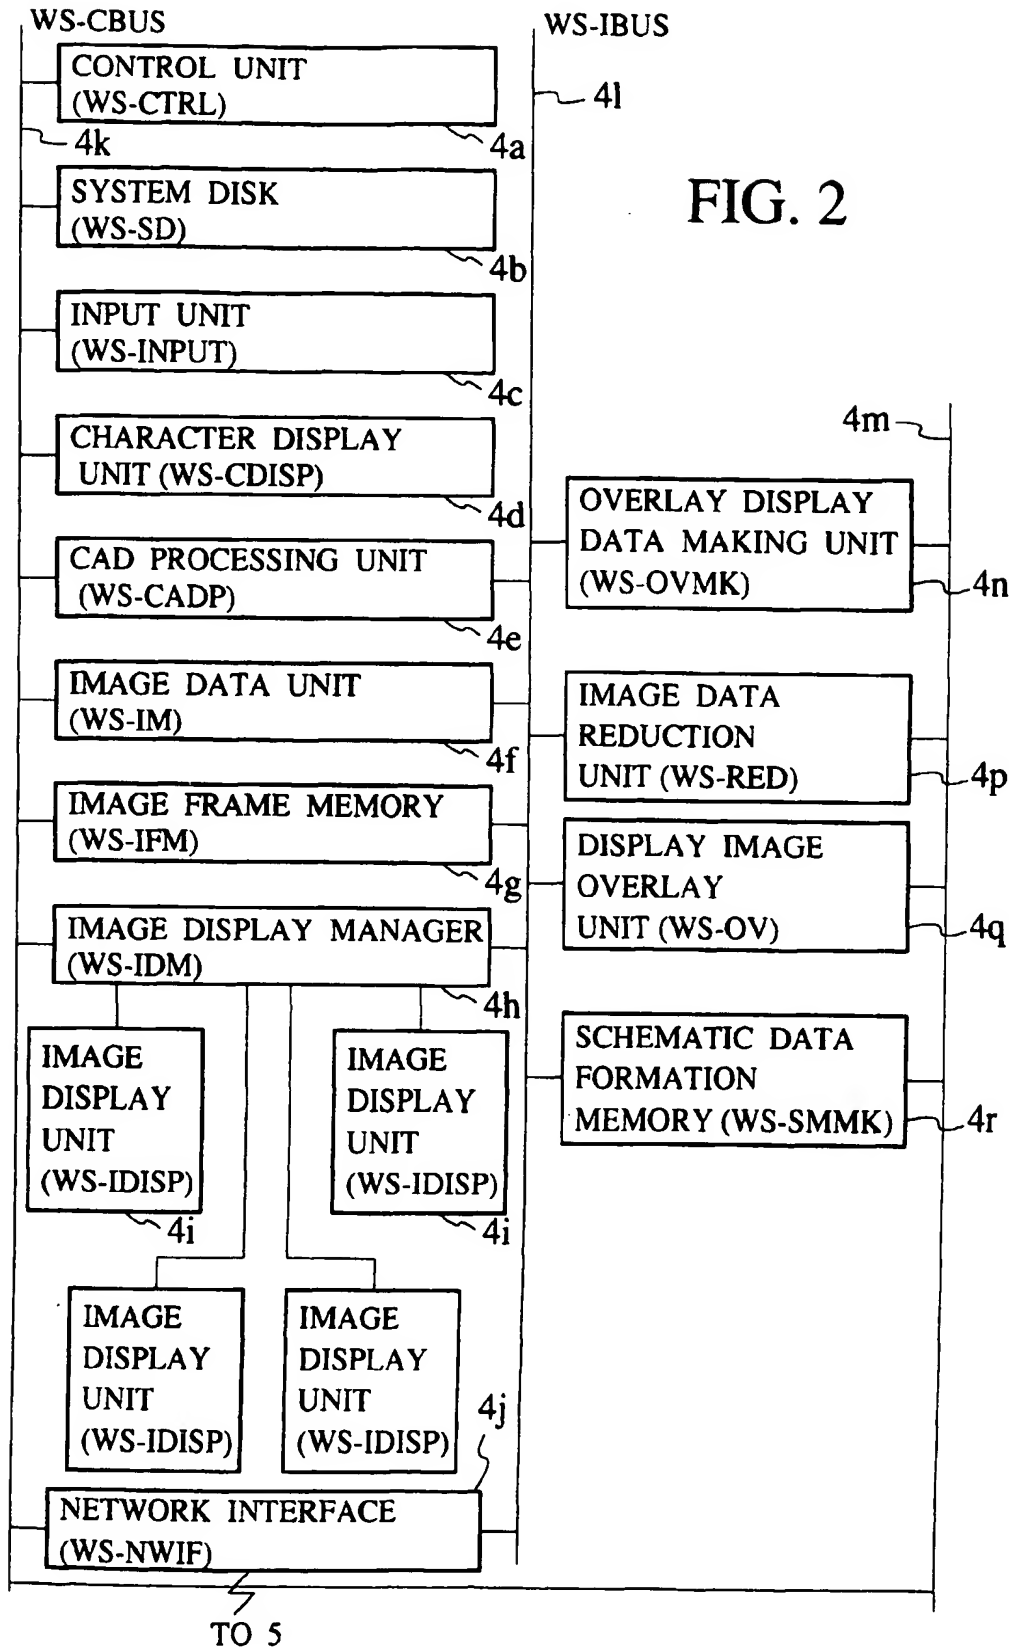 WS-CBUS
WS-IBUS
CONTROL UNIT
(WS-CTRL)
4l
4k
4a
SYSTEM DISK
(WS-SD)
FIG. 2
4b
INPUT UNIT
(WS-INPUT)
4c
CHARACTER DISPLAY
UNIT (WS-CDISP)
4m
4d
OVERLAY DISPLAY
DATA MAKING UNIT
(WS-OVMK)
4n
CAD PROCESSING UNIT
(WS-CADP)
4e
IMAGE DATA UNIT
(WS-IM)
4f
IMAGE DATA
REDUCTION
UNIT (WS-RED)
4p
IMAGE FRAME MEMORY
(WS-IFM)
4g
DISPLAY IMAGE
OVERLAY
UNIT (WS-OV)
4q
IMAGE DISPLAY MANAGER
(WS-IDM)
4h
IMAGE
DISPLAY
UNIT
(WS-IDISP)
4i
IMAGE
DISPLAY
UNIT
(WS-IDISP)
4i
SCHEMATIC DATA
FORMATION
MEMORY (WS-SMMK)
4r
IMAGE
DISPLAY
UNIT
(WS-IDISP)
IMAGE
DISPLAY
UNIT
(WS-IDISP)
4j
NETWORK INTERFACE
(WS-NWIF)
TO 5